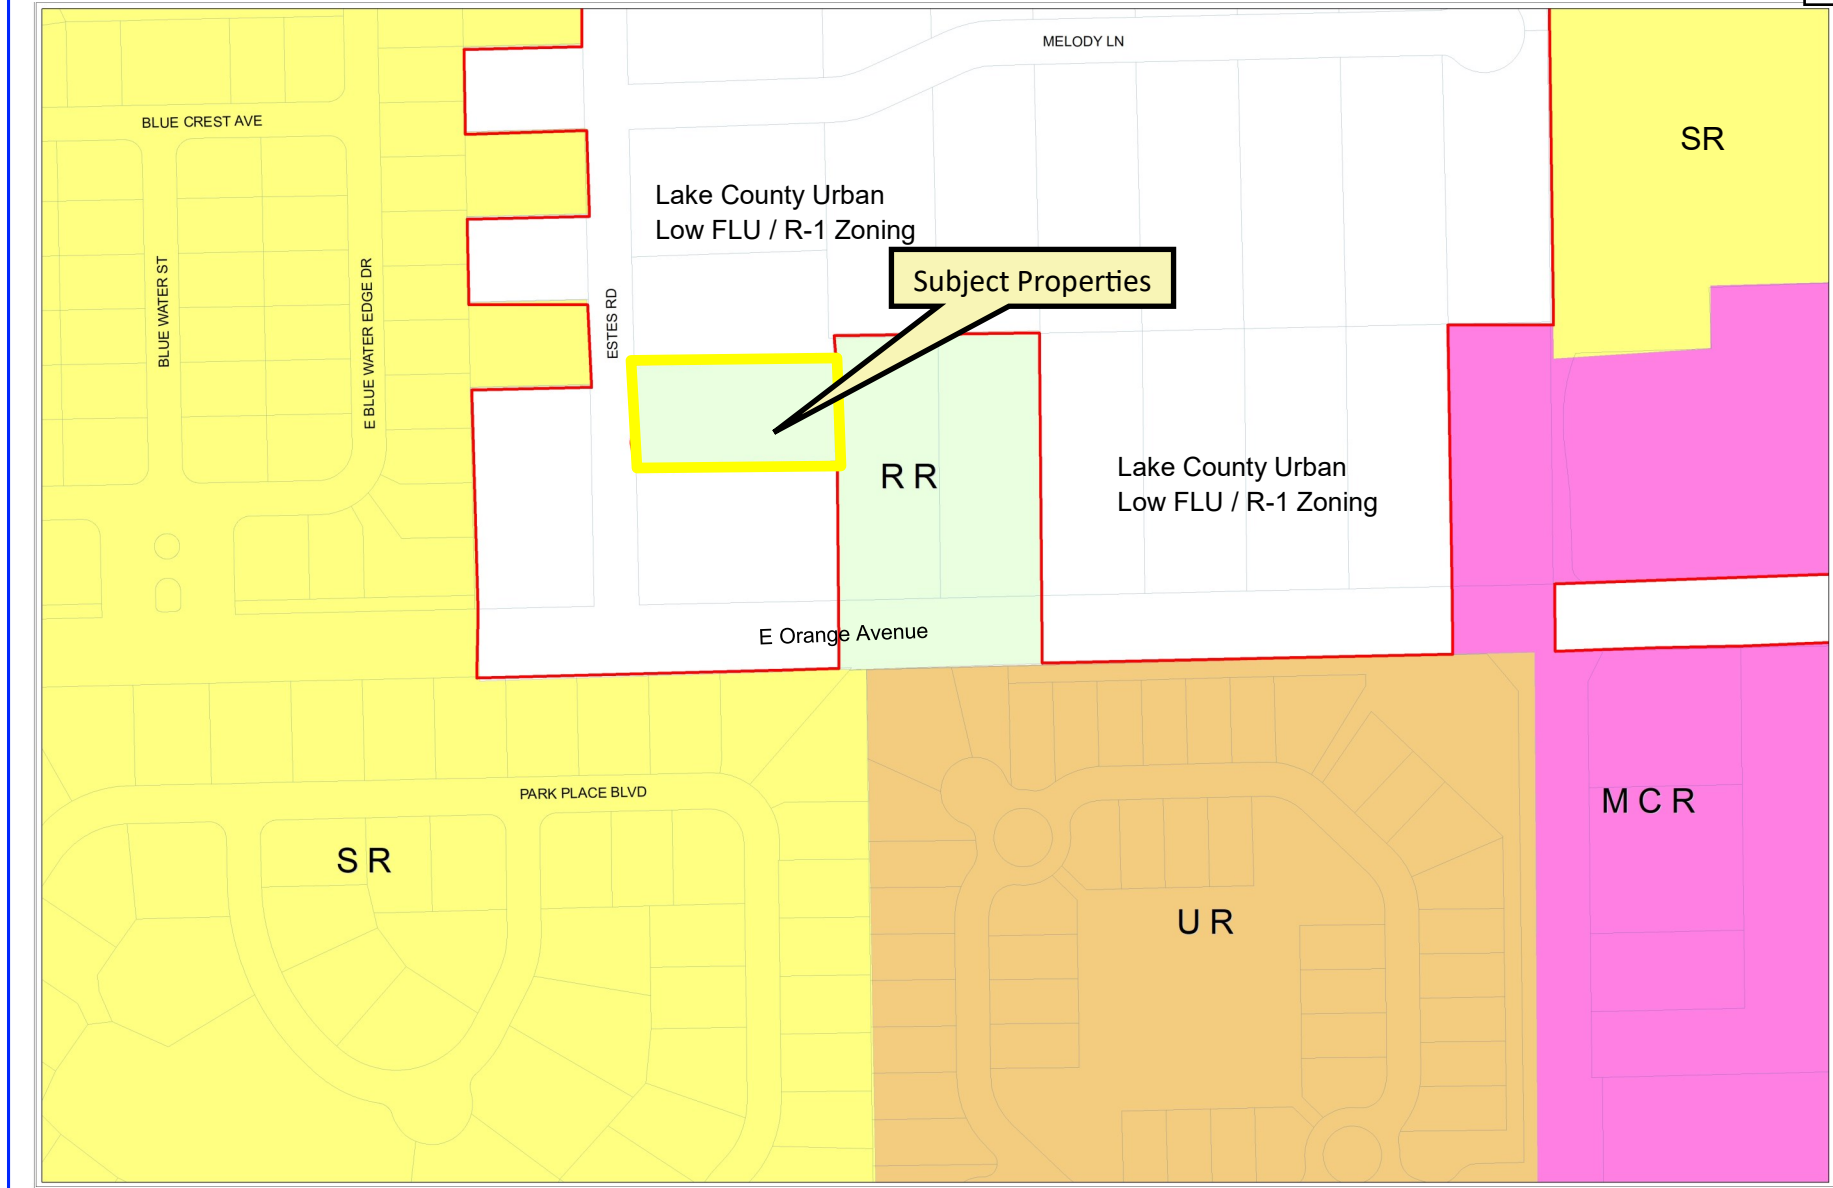 MELODY LN
BLUE CREST AVE
SR
Lake County Urban
Low FLU / R-1 Zoning
Subject Properties
BLUE WATER ST
E BLUE WATER EDGE DR
ESTES RD
R R
Lake County Urban
Low FLU / R-1 Zoning
E Orange Avenue
PARK PLACE BLVD
M C R
S R
U R